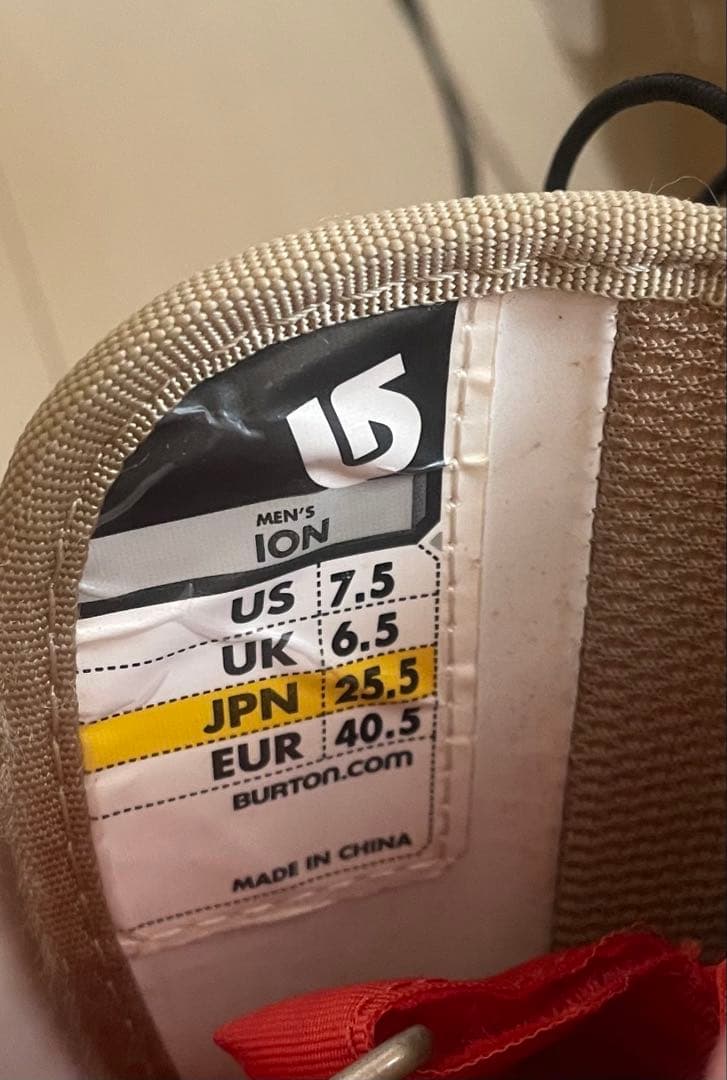 MEN'S
ION
US 7.5
UK 6.5
JPN 25.5
EUR 40.5
BURTON.COM
MADE IN CHINA